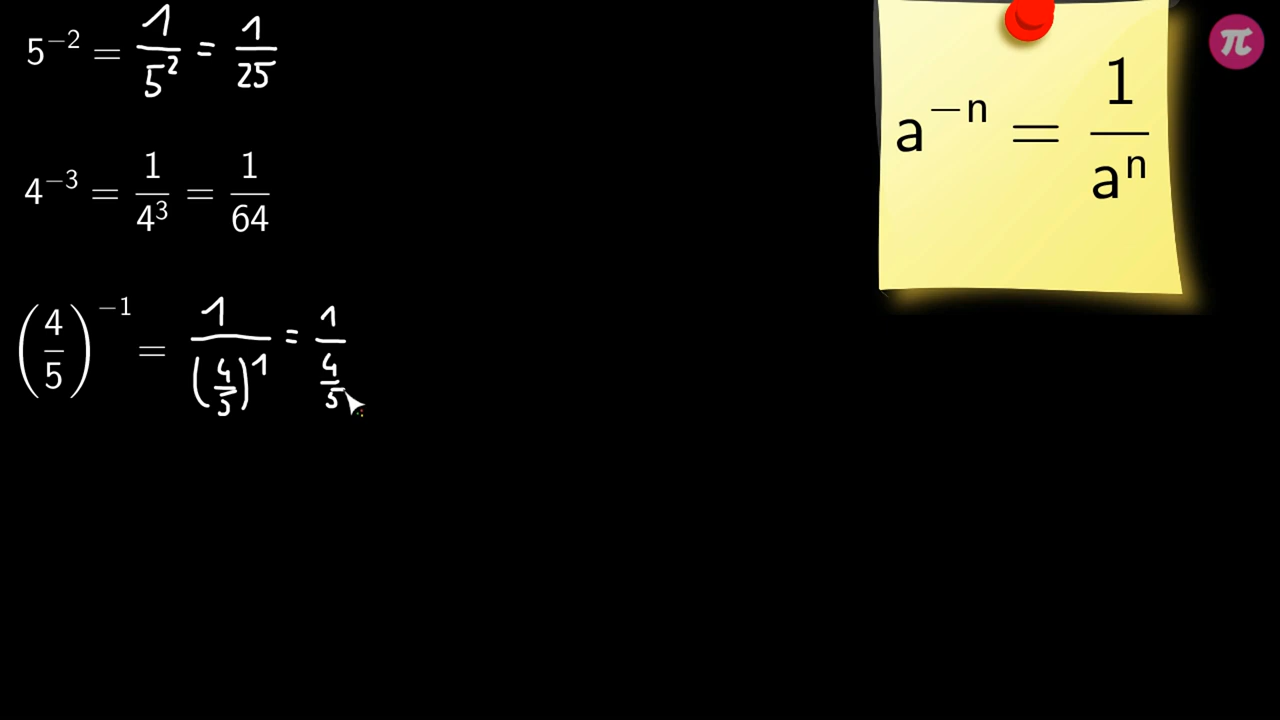 5⁻² = 1/5² = 1/25
a⁻ⁿ = 1/aⁿ
4⁻³ = 1/4³ = 1/64
(4/5)⁻¹ = 1/(4/5)¹ = 1/(4/5)
π